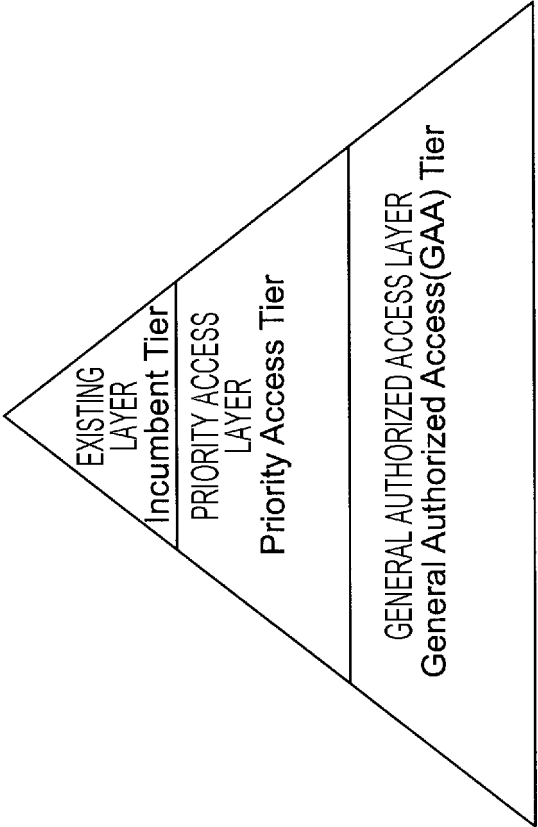 EXISTING
LAYER
Incumbent Tier
PRIORITY ACCESS
LAYER
Priority Access Tier
GENERAL AUTHORIZED ACCESS LAYER
General Authorized Access(GAA) Tier